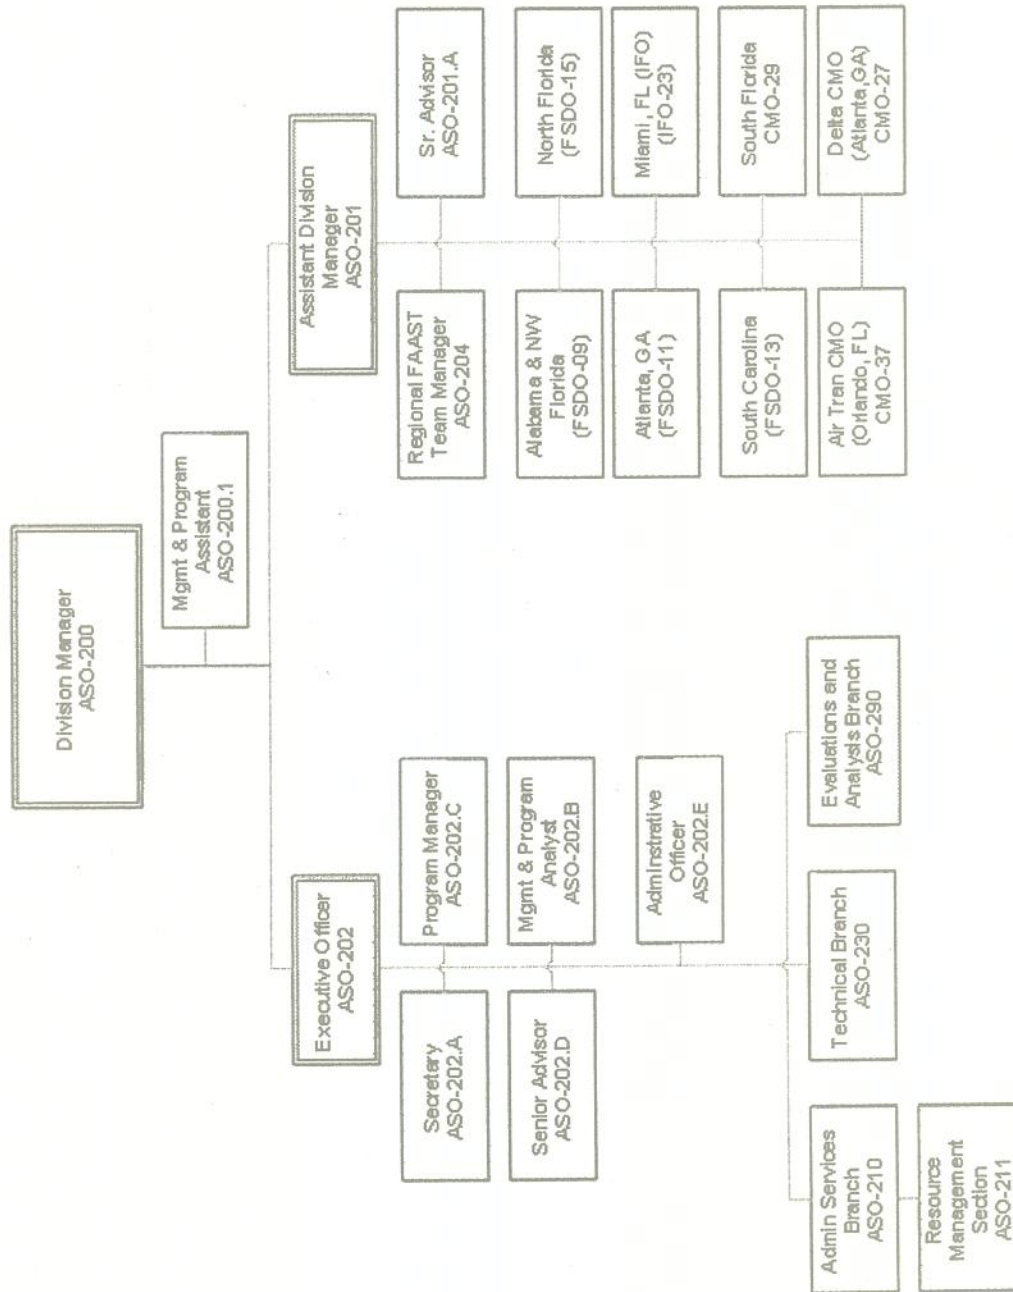 Division Manager
ASO-200
Mgmt & Program
Assistant
ASO-200.1
Executive Officer
ASO-202
Assistant Division
Manager
ASO-201
Secretary
ASO-202.A
Program Manager
ASO-202.C
Regional FAAST
Team Manager
ASO-204
Sr. Advisor
ASO-201.A
Senior Advisor
ASO-202.D
Mgmt & Program
Analyst
ASO-202.B
Alabama & NW
Florida
(FSDO-09)
North Florida
(FSDO-15)
Adminstrative
Officer
ASO-202.E
Atlanta, GA
(FSDO-11)
Miami, FL (IFO)
(IFO-23)
South Carolina
(FSDO-13)
South Florida
CMO-29
Admin Services
Branch
ASO-210
Technical Branch
ASO-230
Evaluations and
Analysis Branch
ASO-290
Air Tran CMO
(Orlando, FL)
CMO-37
Delta CMO
(Atlanta,GA)
CMO-27
Resource
Management
Section
ASO-211